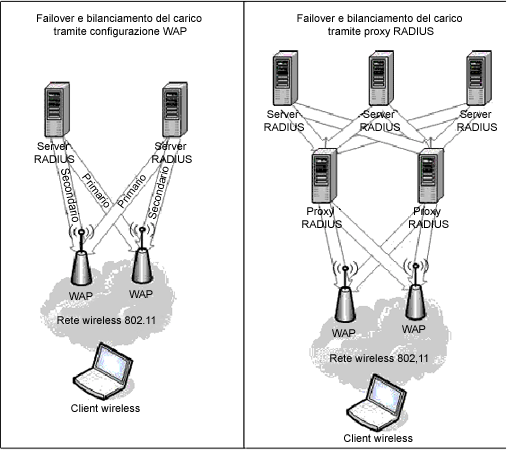 Failover e bilanciamento del carico
tramite configurazione WAP
Server
RADIUS
Server
RADIUS
Secondario
Primario
Primario
Secondario
WAP
WAP
Rete wireless 802.11
Client wireless
Failover e bilanciamento del carico
tramite proxy RADIUS
Server
RADIUS
Server
RADIUS
Server
RADIUS
Proxy
RADIUS
Proxy
RADIUS
WAP
WAP
Rete wireless 802,11
Client wireless